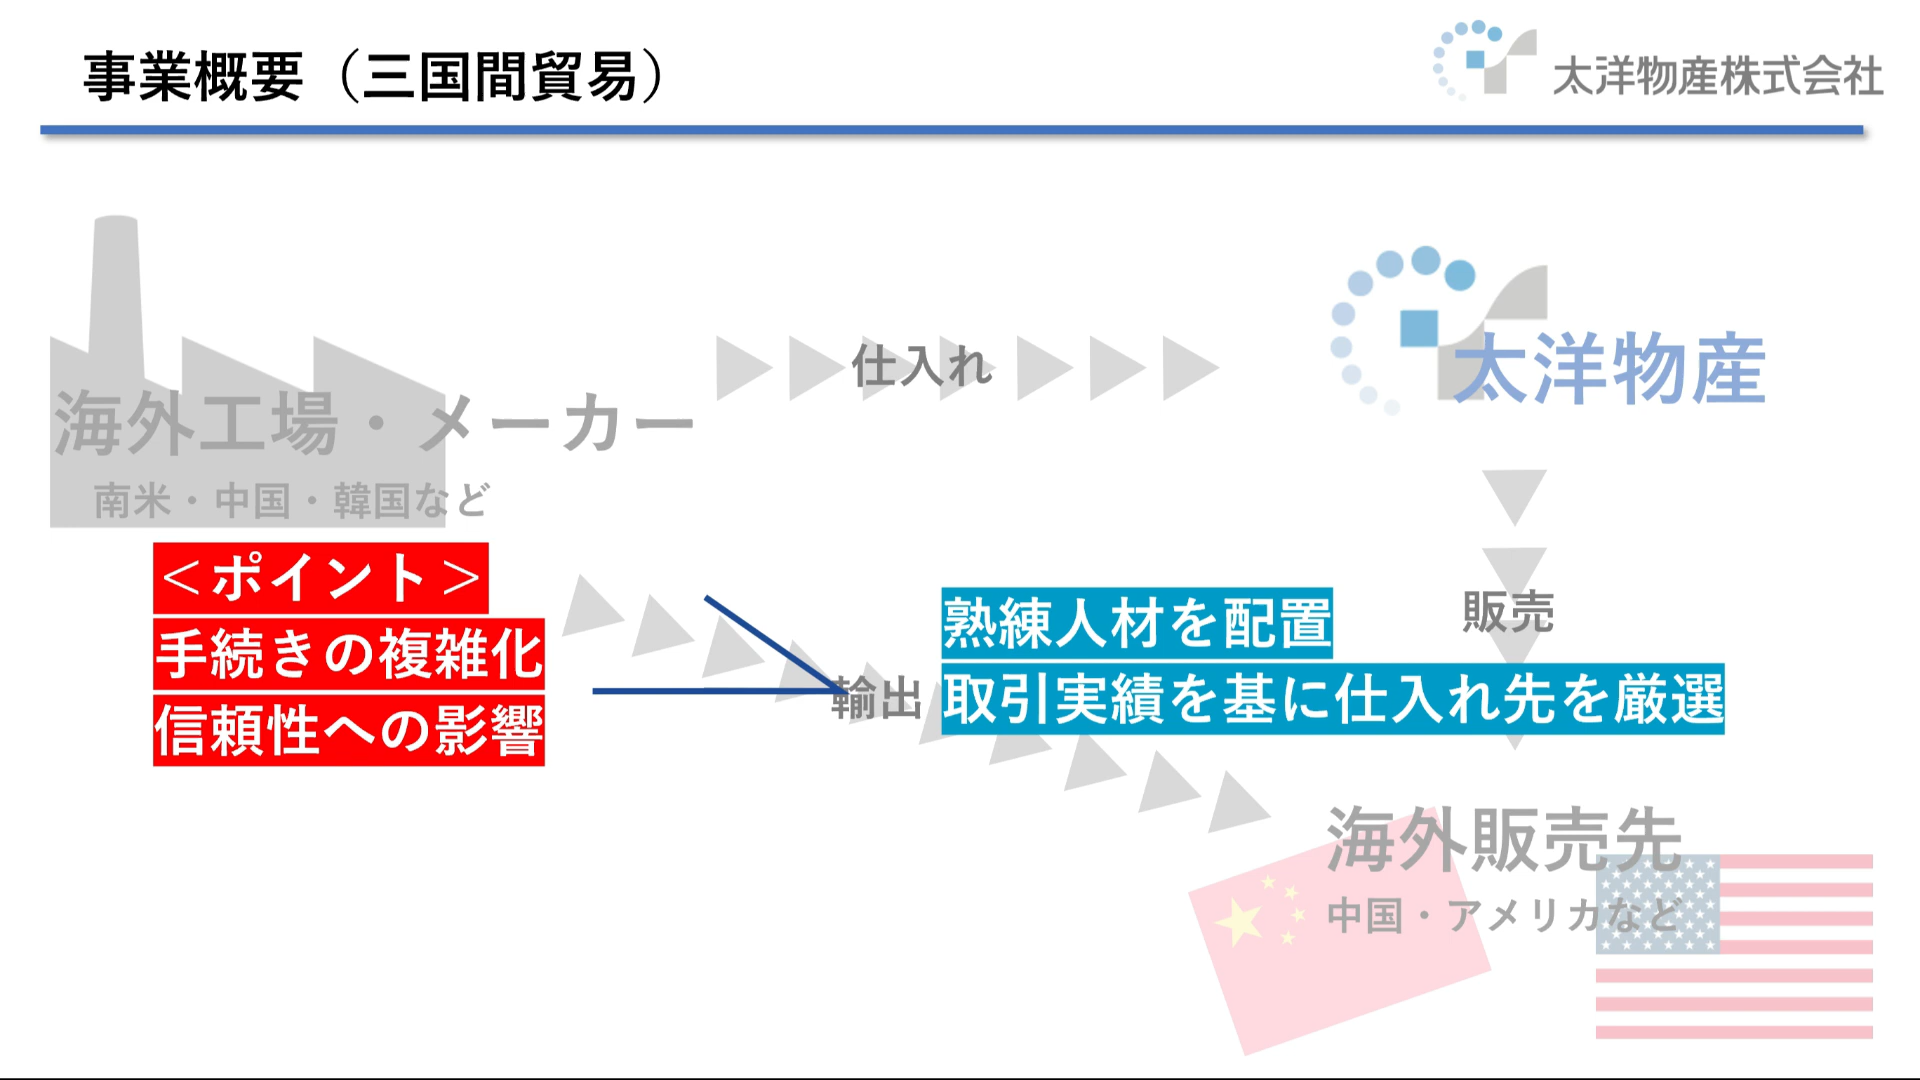 事業概要（三国間貿易）
太洋物産株式会社
仕入れ
太洋物産
海外工場・メーカー
南米・中国・韓国など
＜ポイント＞
手続きの複雑化
信頼性への影響
熟練人材を配置
販売
輸出
取引実績を基に仕入れ先を厳選
海外販売先
中国・アメリカなど